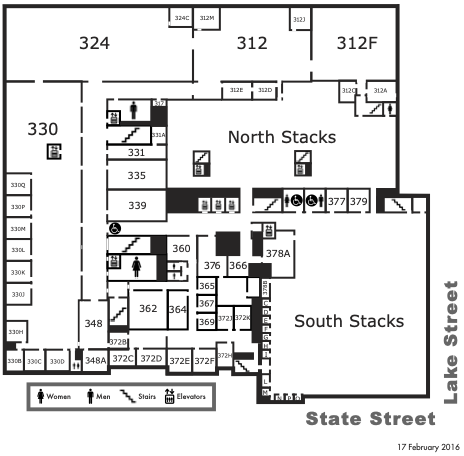 324C 312M 312J
324 312 312F
312E 312D 312C 312A
330 317
331A
North Stacks
331
335
330Q
330P 339 377 379
330M
330L 360 378A
330K 376 366
330J 365 378B
362 364 367
348 369 372J 372K South Stacks
330H
372B
330B 330C 330D 348A 372C 372D 372E 372F 372H
Women Men Stairs Elevators
Lake Street
State Street
17 February 2016